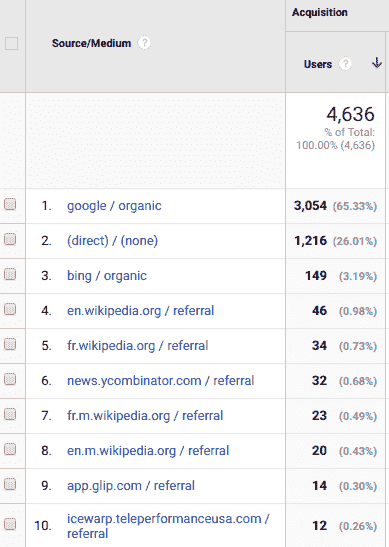 Acquisition
Source/Medium ?
Users ?
4,636
% of Total:
100.00% (4,636)
1. google / organic 3,054 (65.33%)
2. (direct) / (none) 1,216 (26.01%)
3. bing / organic 149 (3.19%)
4. en.wikipedia.org / referral 46 (0.98%)
5. fr.wikipedia.org / referral 34 (0.73%)
6. news.ycombinator.com / referral 32 (0.68%)
7. fr.m.wikipedia.org / referral 23 (0.49%)
8. en.m.wikipedia.org / referral 20 (0.43%)
9. app.glip.com / referral 14 (0.30%)
10. icewarp.teleperformanceusa.com /
referral 12 (0.26%)